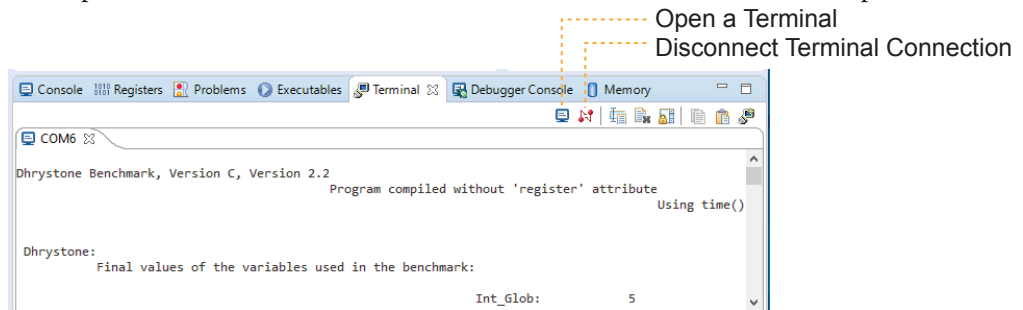 Open a Terminal
Disconnect Terminal Connection
Console Registers Problems Executables Terminal Debugger Console Memory
COM6
Dhrystone Benchmark, Version C, Version 2.2
Program compiled without 'register' attribute
Using time()
Dhrystone:
Final values of the variables used in the benchmark:
Int_Glob: 5